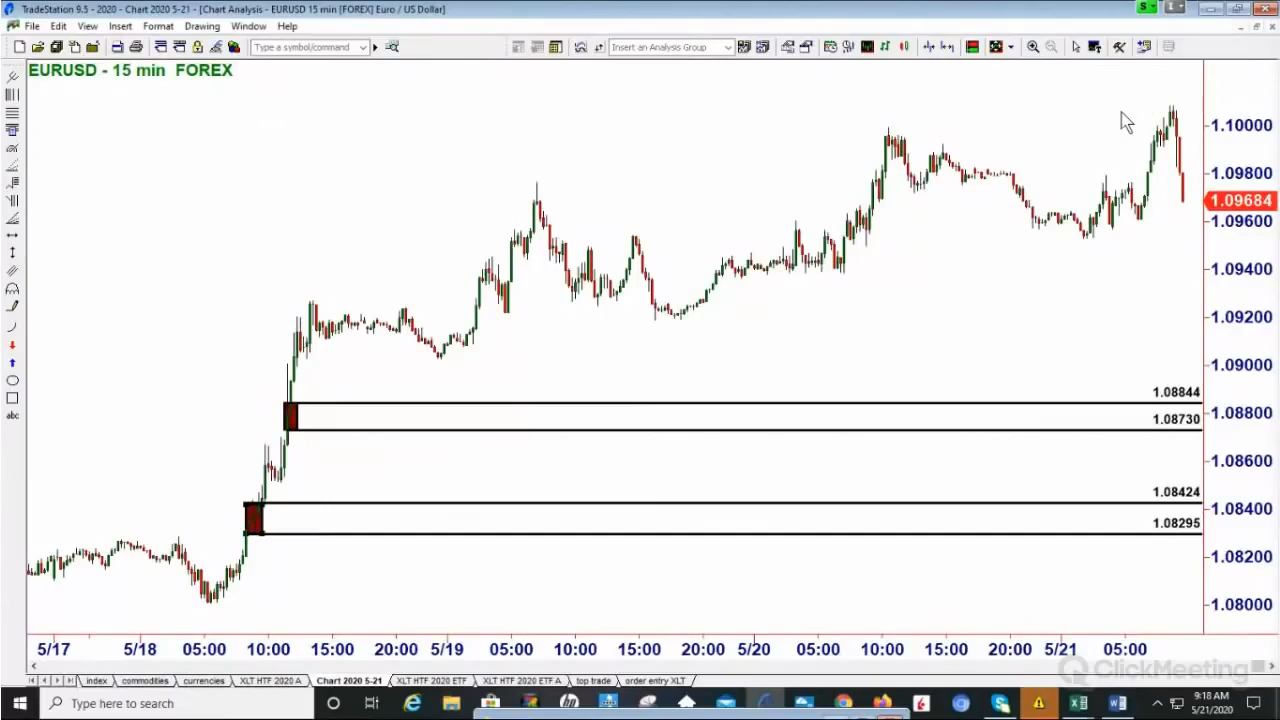 TradeStation 9.5 - 2020 - Chart 2020 5-21 - [Chart Analysis - EURUSD 15 min [FOREX] Euro / US Dollar]
File Edit View Insert Format Drawing Window Help
Type a symbol/command
Insert an Analysis Group
EURUSD - 15 min FOREX
1.10000
1.09800
1.09684
1.09600
1.09400
1.09200
1.09000
1.08844
1.08800
1.08730
1.08600
1.08424
1.08400
1.08295
1.08200
1.08000
abc
5/17 5/18 05:00 10:00 15:00 20:00 5/19 05:00 10:00 15:00 20:00 5/20 05:00 10:00 15:00 20:00 5/21 05:00
ClickMeeting
index commodities currencies XLT HTF 2020 A Chart 2020 5-21 XLT HTF 2020 ETF XLT HTF 2020 ETF A top trade order entry XLT
Type here to search
9:18 AM
5/21/2020